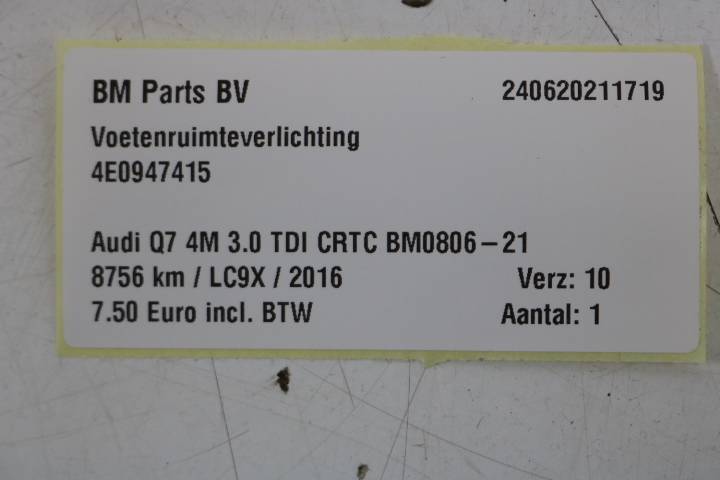 BM Parts BV 240620211719
Voetenruimteverlichting
4E0947415
Audi Q7 4M 3.0 TDI CRTC BM0806-21
8756 km / LC9X / 2016 Verz: 10
7.50 Euro incl. BTW Aantal: 1